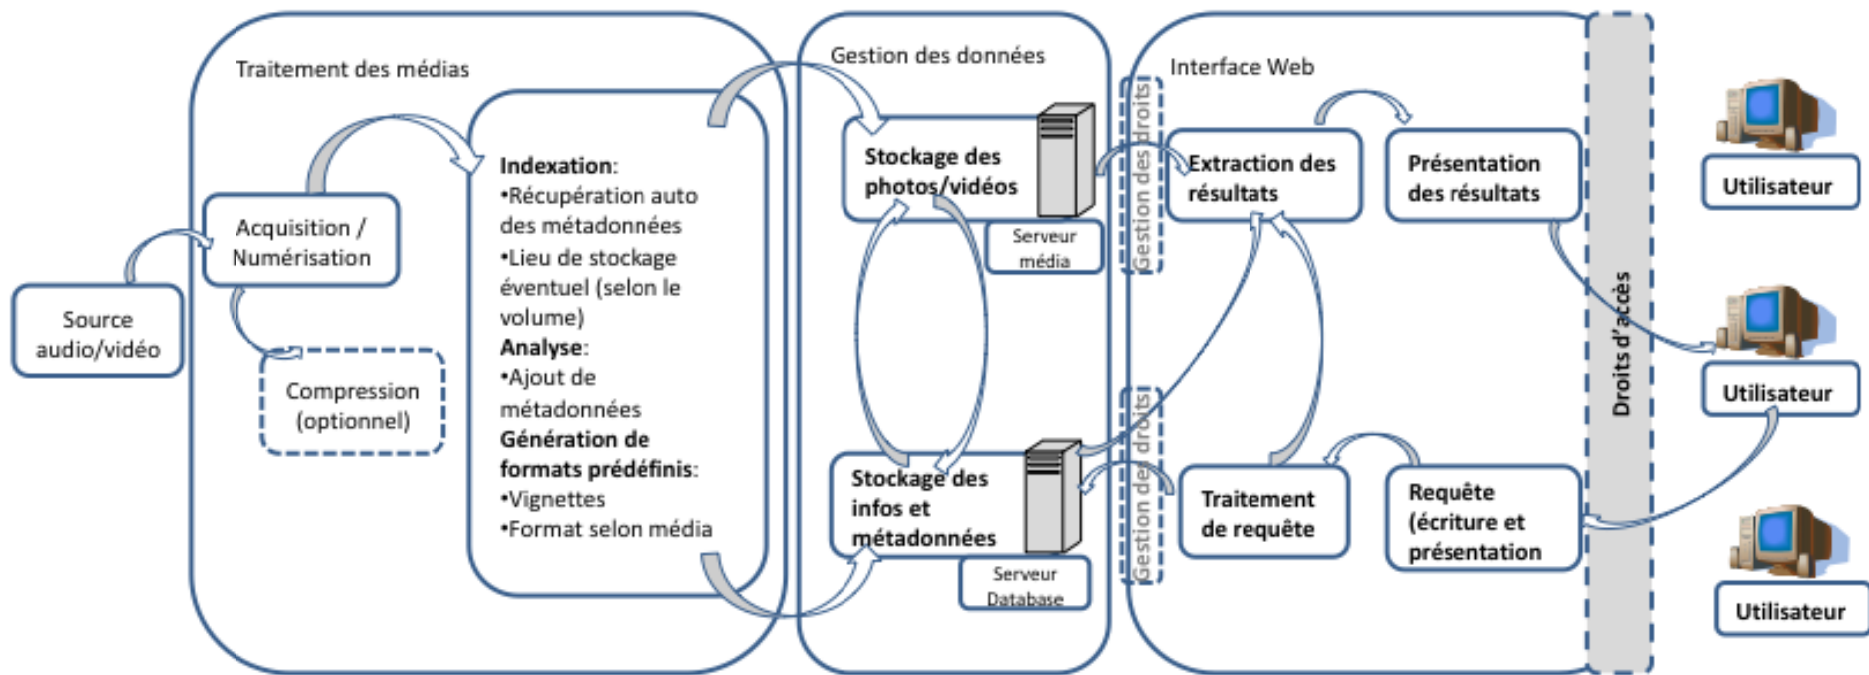 Traitement des médias
Source
audio/vidéo
Acquisition /
Numérisation
Compression
(optionnel)
Indexation:
•Récupération auto
des métadonnées
•Lieu de stockage
éventuel (selon le
volume)
Analyse:
•Ajout de
métadonnées
Génération de
formats prédéfinis:
•Vignettes
•Format selon média
Gestion des données
Stockage des
photos/vidéos
Serveur
média
Stockage des
infos et
métadonnées
Serveur
Database
Gestion des droits
Gestion des droits
Interface Web
Extraction des
résultats
Présentation
des résultats
Traitement
de requête
Requête
(écriture et
présentation
Droits d'accès
Utilisateur
Utilisateur
Utilisateur